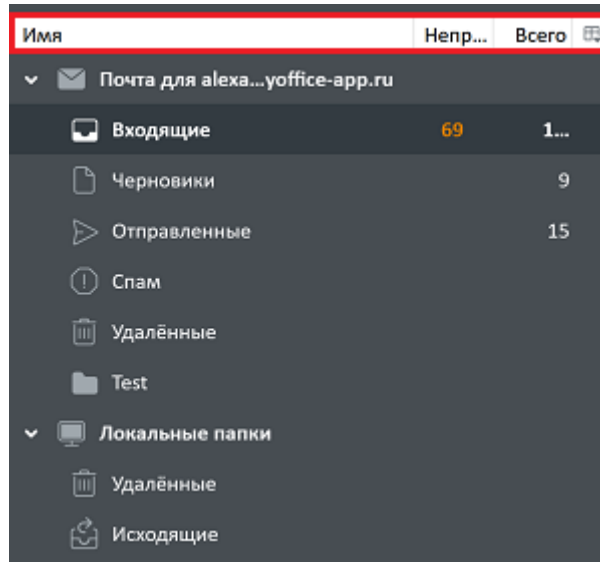 Имя Непр... Всего
Почта для alexa...yoffice-app.ru
Входящие 69 1...
Черновики 9
Отправленные 15
Спам
Удалённые
Test
Локальные папки
Удалённые
Исходящие